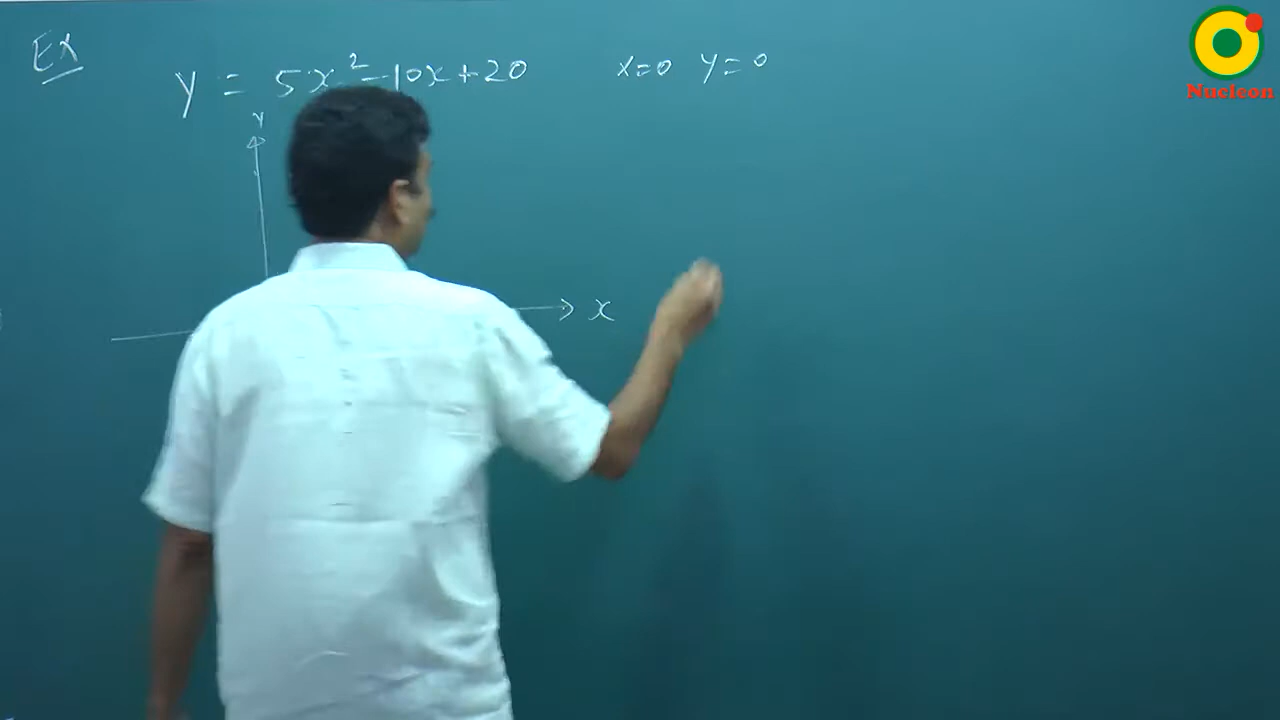 Ex
y = 5x² - 10x + 20 x=0 y=0
y
x
Nucleon